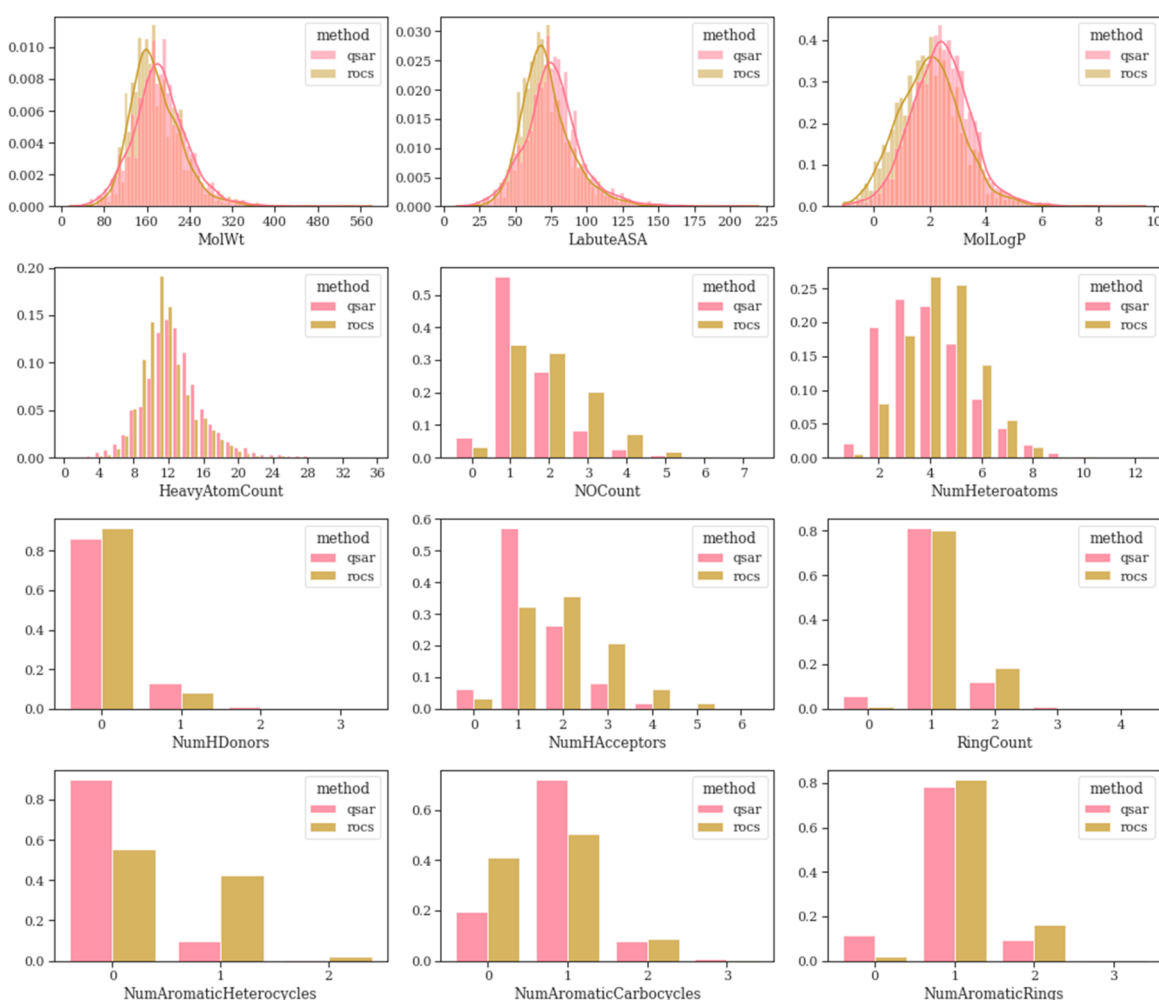 method
qsar
rocs
0.010
0.008
0.006
0.004
0.002
0.000
0 80 160 240 320 400 480 560
MolWt
method
qsar
rocs
0.030
0.025
0.020
0.015
0.010
0.005
0.000
25 50 75 100 125 150 175 200 225
LabuteASA
method
qsar
rocs
0.4
0.3
0.2
0.1
0.0
0 2 4 6 8 10
MolLogP
method
qsar
rocs
0.20
0.15
0.10
0.05
0.00
0 4 8 12 16 20 24 28 32 36
HeavyAtomCount
method
qsar
rocs
0.5
0.4
0.3
0.2
0.1
0.0
0 1 2 3 4 5 6 7
NOCount
method
qsar
rocs
0.25
0.20
0.15
0.10
0.05
0.00
2 4 6 8 10 12
NumHeteroatoms
method
qsar
rocs
0.8
0.6
0.4
0.2
0.0
0 1 2 3
NumHDonors
method
qsar
rocs
0.6
0.5
0.4
0.3
0.2
0.1
0.0
0 1 2 3 4 5 6
NumHAcceptors
method
qsar
rocs
0.8
0.6
0.4
0.2
0.0
0 1 2 3 4
RingCount
method
qsar
rocs
0.8
0.6
0.4
0.2
0.0
0 1 2
NumAromaticHeterocycles
method
qsar
rocs
0.6
0.4
0.2
0.0
0 1 2 3
NumAromaticCarbocycles
method
qsar
rocs
0.8
0.6
0.4
0.2
0.0
0 1 2 3
NumAromaticRings